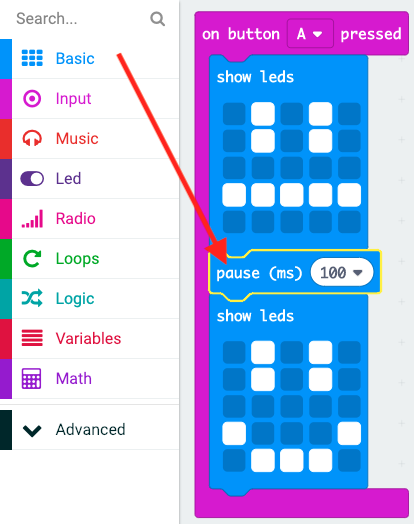 Search...
Basic
Input
Music
Led
Radio
Loops
Logic
Variables
Math
Advanced
on button A pressed
show leds
pause (ms) 100
show leds